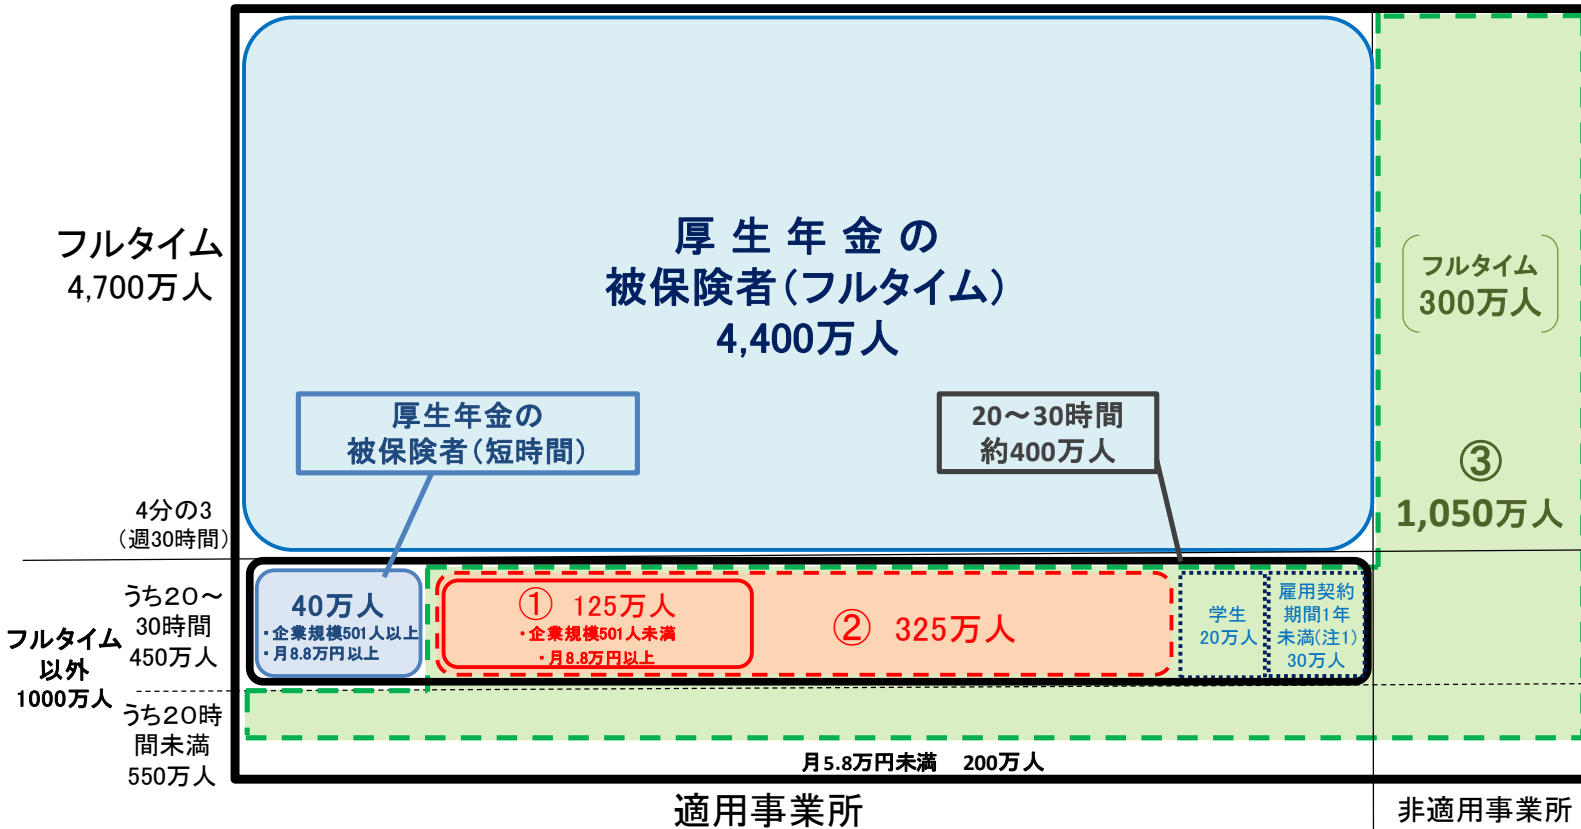 フルタイム
4,700万人
厚生年金の
被保険者(フルタイム)
4,400万人
フルタイム
300万人
厚生年金の
被保険者(短時間)
20～30時間
約400万人
③
1,050万人
4分の3
(週30時間)
フルタイム
以外
1000万人
うち20～
30時間
450万人
40万人
・企業規模501人以上
・月8.8万円以上
① 125万人
・企業規模501人未満
・月8.8万円以上
② 325万人
学生
20万人
雇用契約
期間1年
未満(注1)
30万人
うち20時
間未満
550万人
月5.8万円未満 200万人
適用事業所
非適用事業所